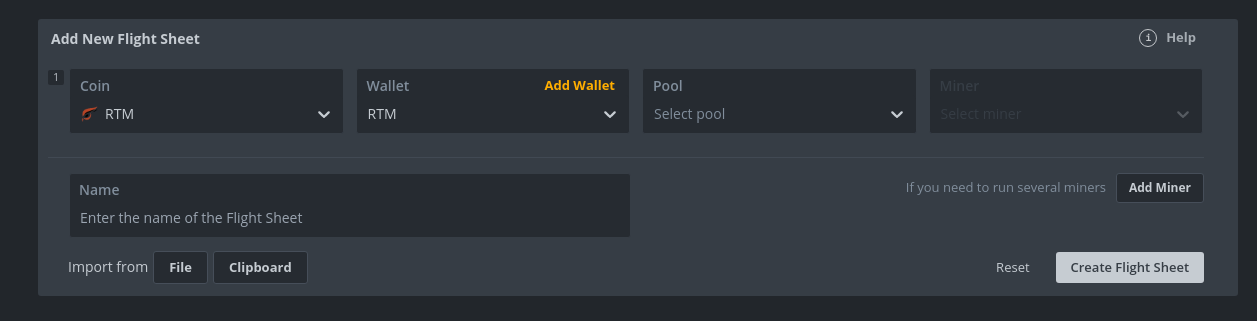 Add New Flight Sheet
i Help
1
Coin
RTM
Wallet Add Wallet
RTM
Pool
Select pool
Miner
Select miner
Name
Enter the name of the Flight Sheet
If you need to run several miners Add Miner
Import from File Clipboard
Reset Create Flight Sheet